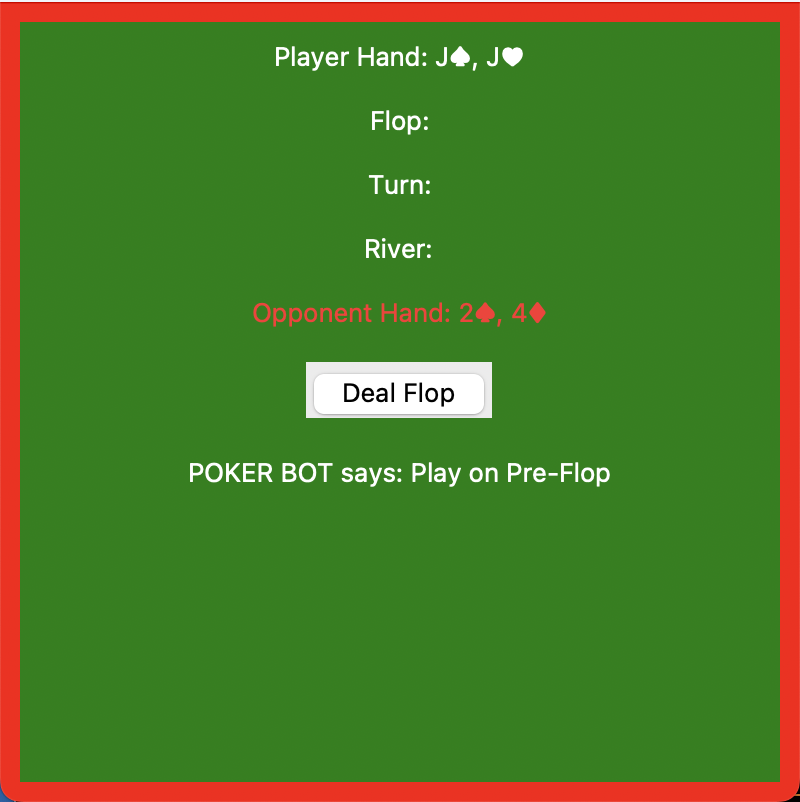 Player Hand: J♠, J♥
Flop:
Turn:
River:
Opponent Hand: 2♠, 4♦
Deal Flop
POKER BOT says: Play on Pre-Flop